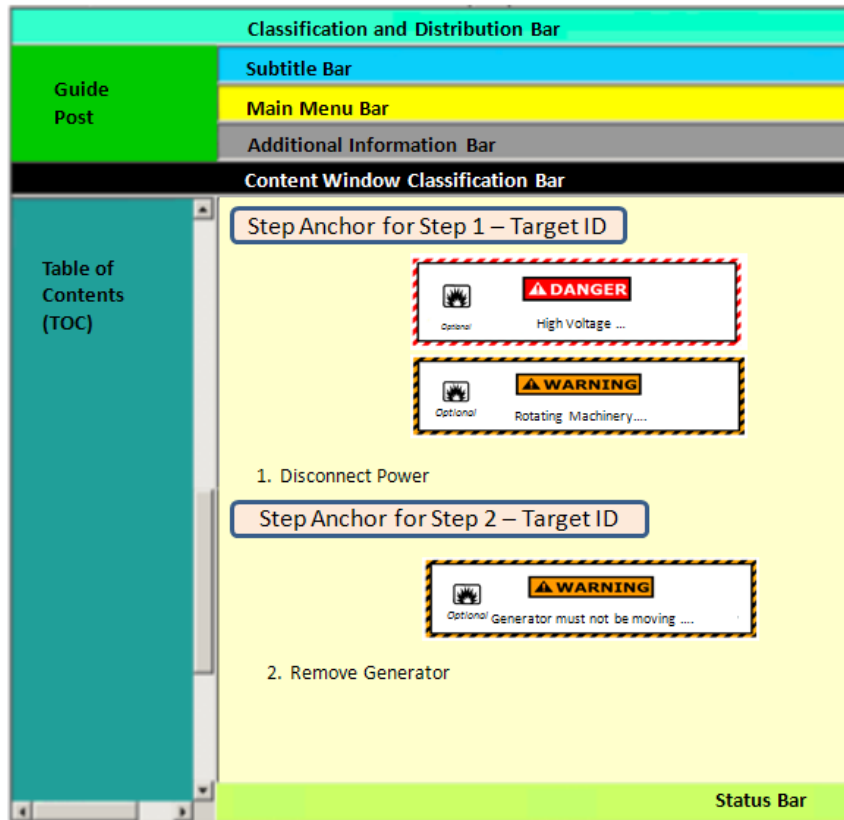 Classification and Distribution Bar
Guide
Post
Subtitle Bar
Main Menu Bar
Additional Information Bar
Content Window Classification Bar
Table of
Contents
(TOC)
Step Anchor for Step 1 – Target ID
DANGER
Optional
High Voltage ...
WARNING
Optional
Rotating Machinery....
1. Disconnect Power
Step Anchor for Step 2 – Target ID
WARNING
Optional Generator must not be moving ....
2. Remove Generator
Status Bar